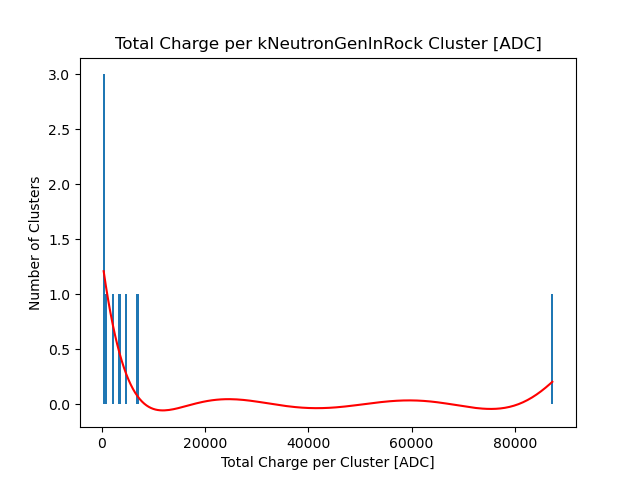 Total Charge per kNeutronGenInRock Cluster [ADC]
3.0
2.5
2.0
1.5
1.0
0.5
0.0
Number of Clusters
0 20000 40000 60000 80000
Total Charge per Cluster [ADC]